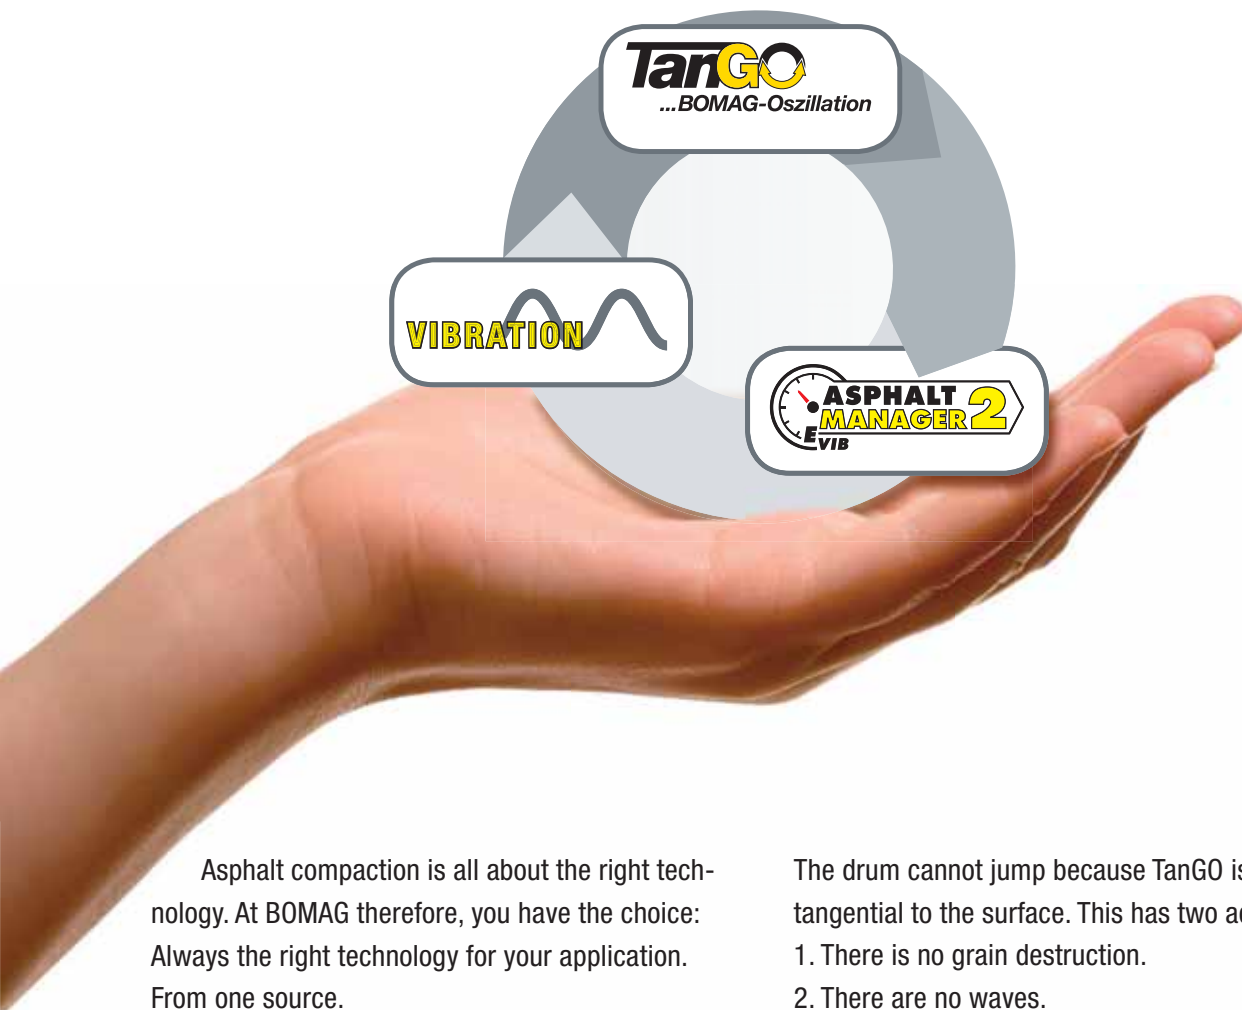 TanGO
...BOMAG-Oszillation
VIBRATION
ASPHALT
MANAGER 2
EVIB
Asphalt compaction is all about the right tech-
nology. At BOMAG therefore, you have the choice:
Always the right technology for your application.
From one source.
The drum cannot jump because TanGO is
tangential to the surface. This has two
1. There is no grain destruction.
2. There are no waves.